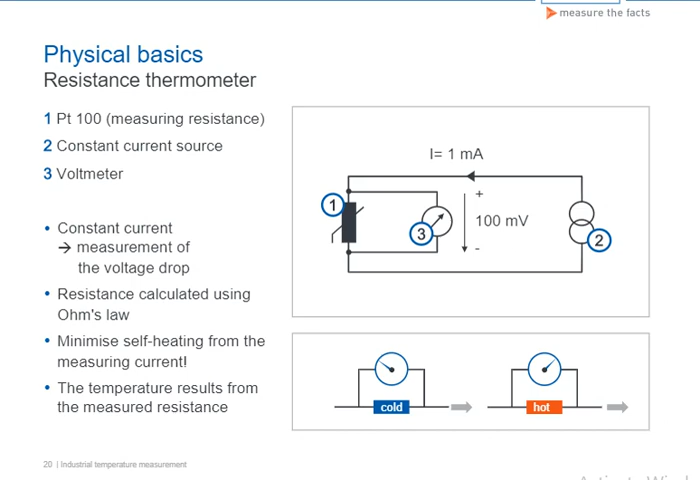 measure the facts
Physical basics
Resistance thermometer
1 Pt 100 (measuring resistance)
2 Constant current source
3 Voltmeter
• Constant current
→ measurement of
the voltage drop
• Resistance calculated using
Ohm's law
• Minimise self-heating from the
measuring current!
• The temperature results from
the measured resistance
I= 1 mA
1
+
100 mV
3
2
-
cold
hot
20 | Industrial temperature measurement